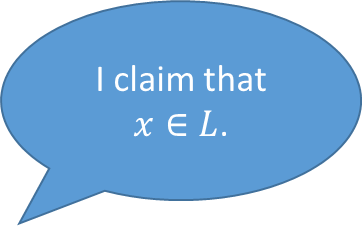 I claim that
𝑥 ∈ 𝐿.